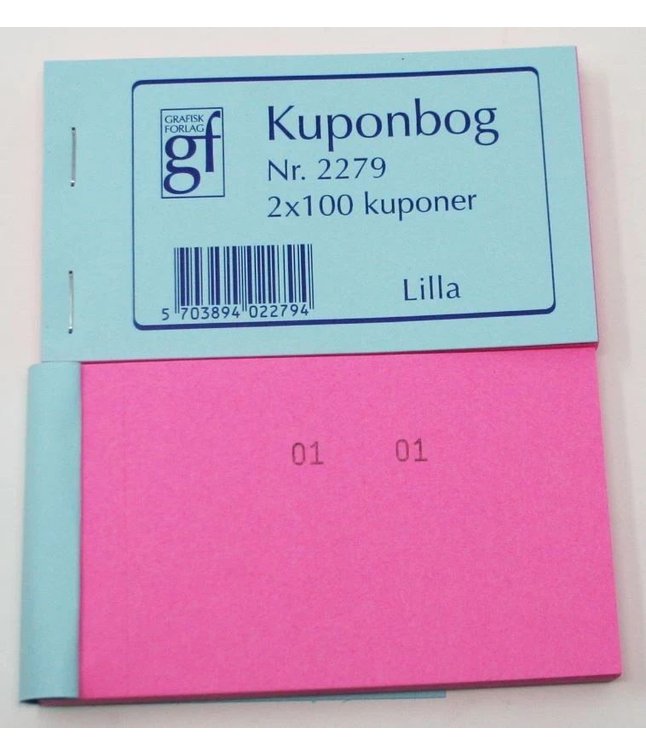 GRAFISK
FORLAG
gf
Kuponbog
Nr. 2279
2x100 kuponer
5 703894 022794
Lilla
01 01